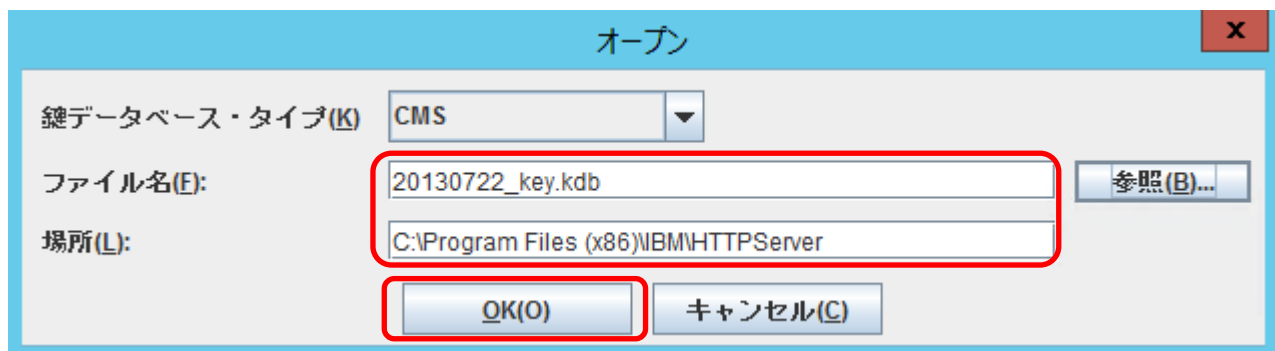 オープン
x
鍵データベース・タイプ(K) CMS
ファイル名(F): 20130722_key.kdb 参照(B)...
場所(L): C:\Program Files (x86)\IBM\HTTPServer
OK(O) キャンセル(C)